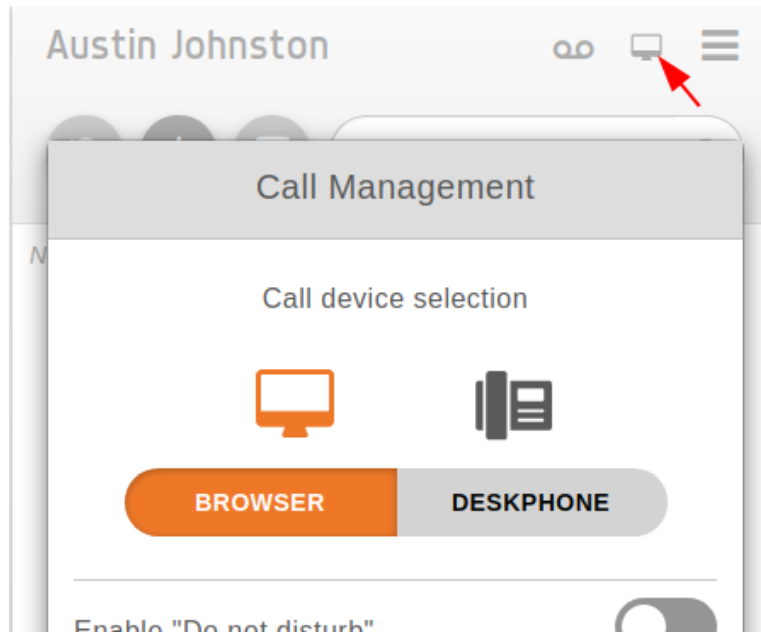 Austin Johnston
Call Management
N
Call device selection
BROWSER
DESKPHONE
Enable "Do not disturb"